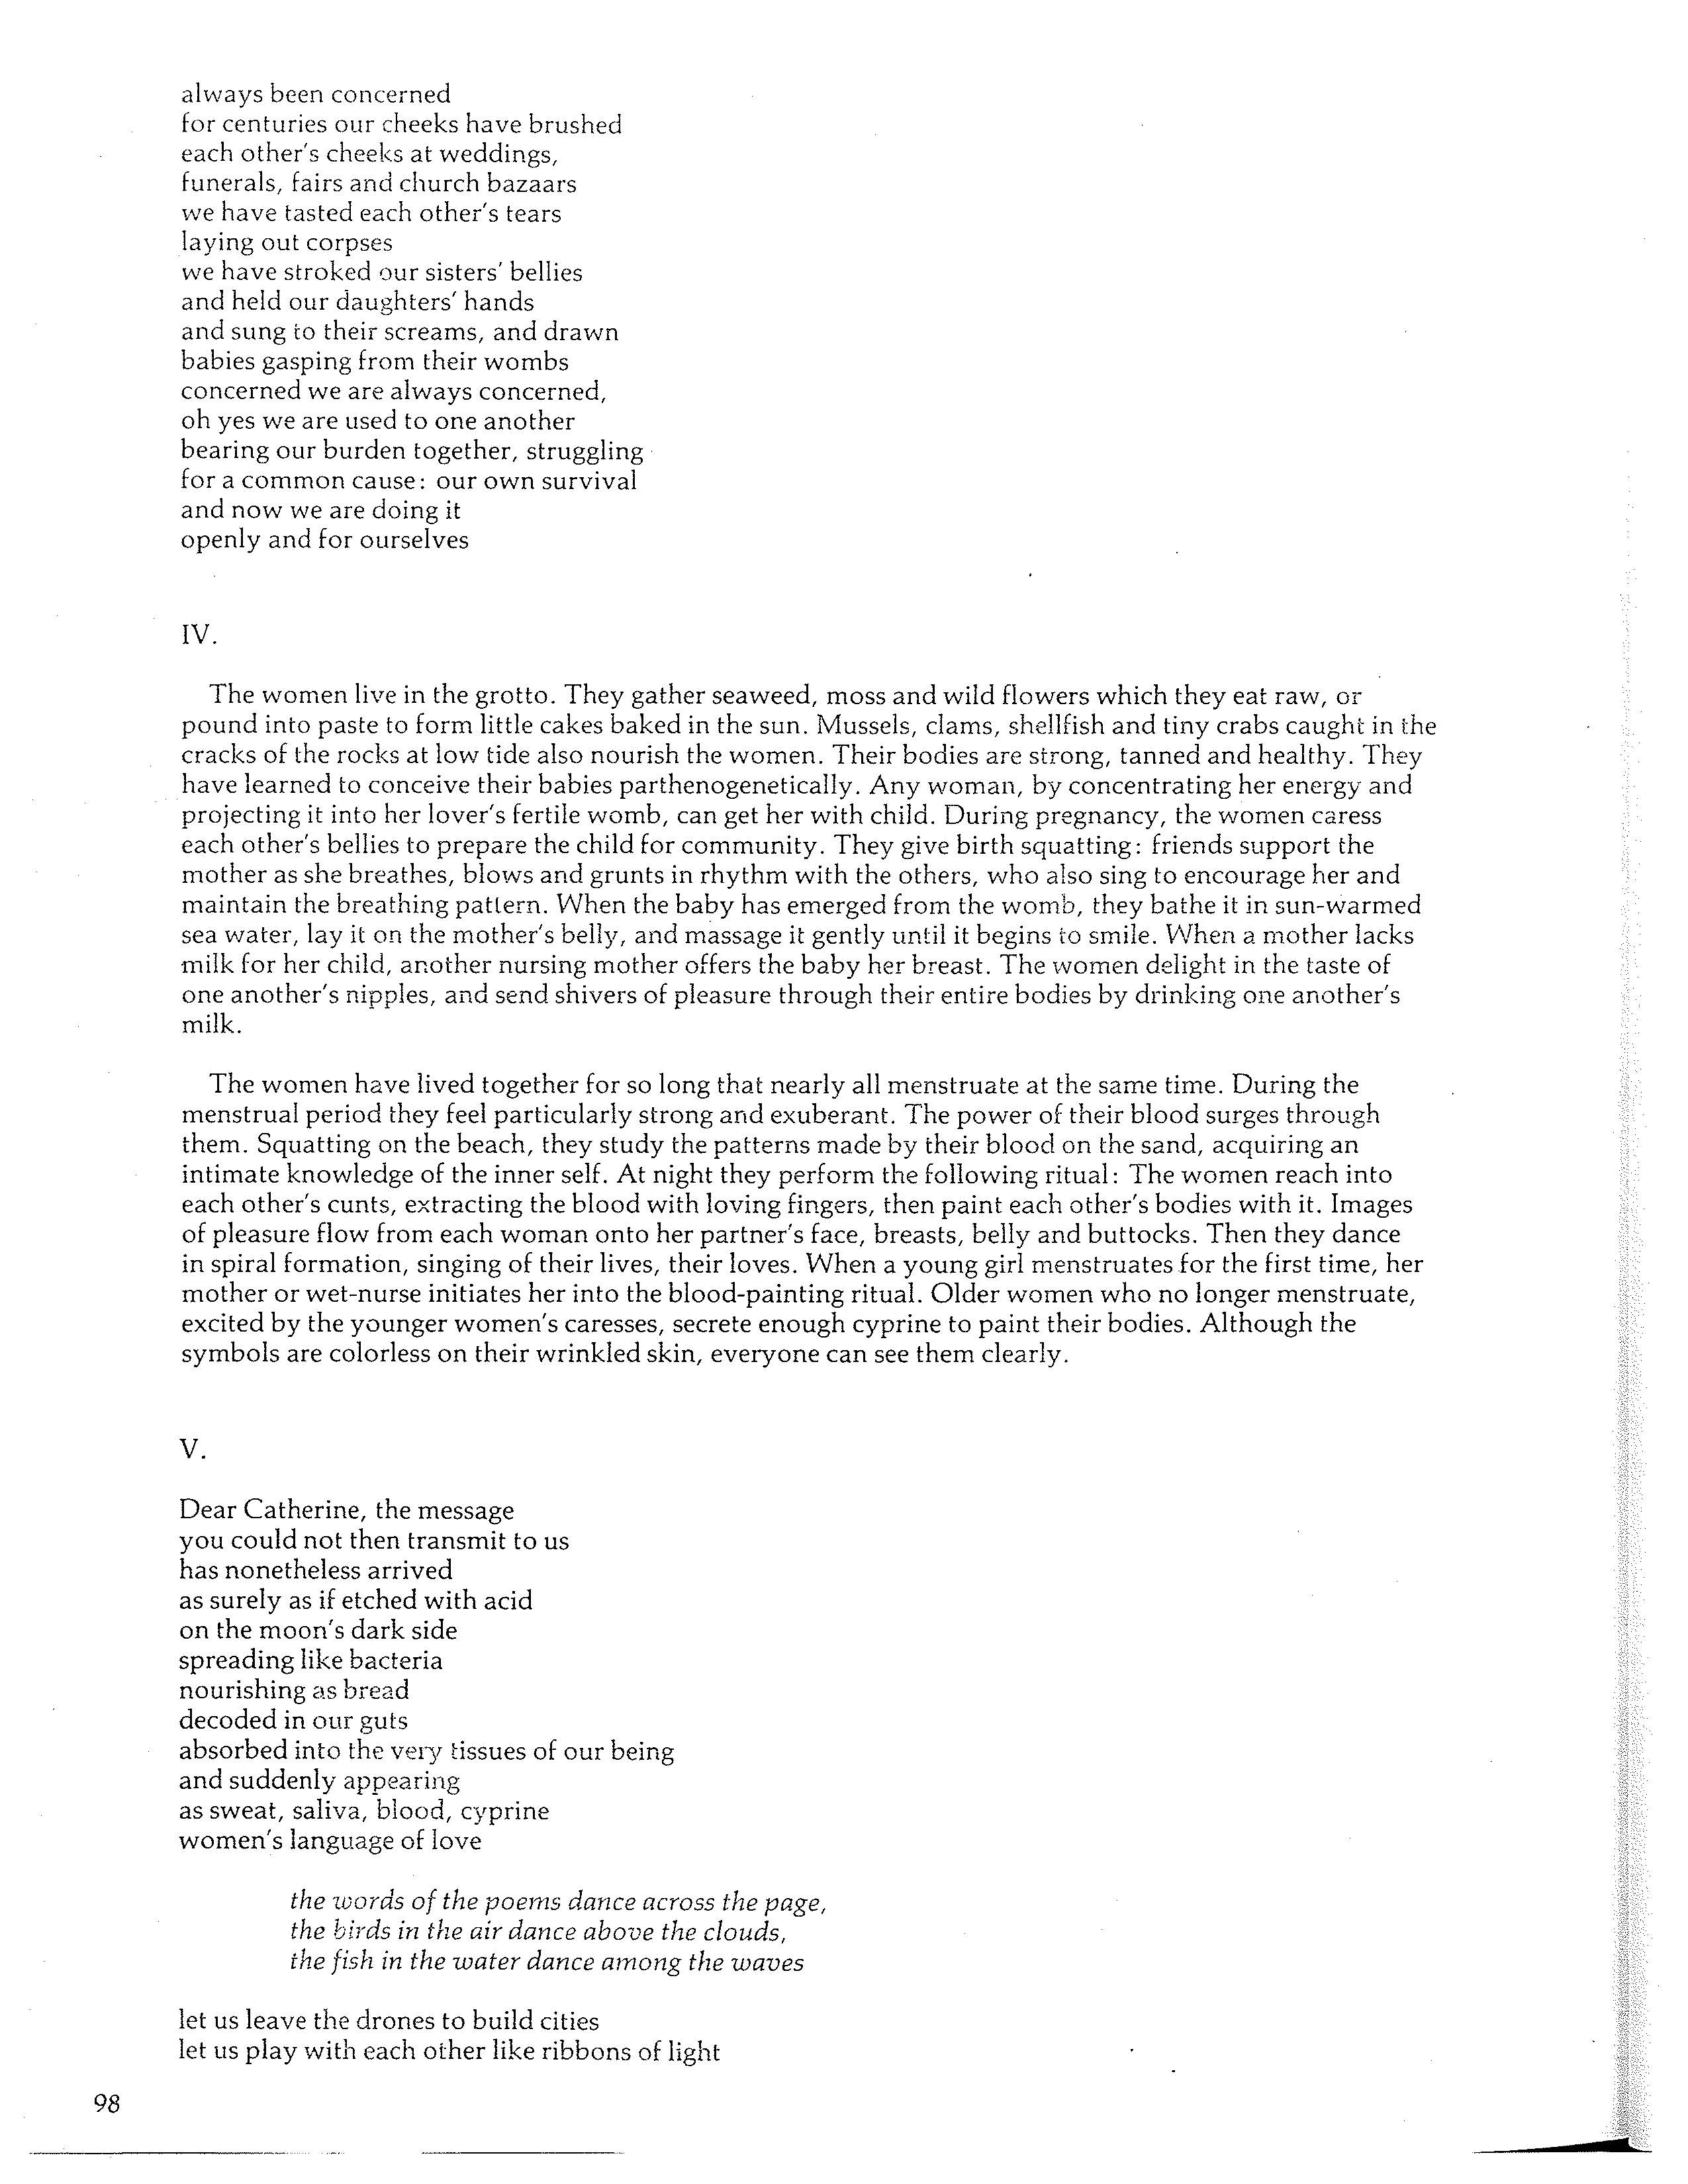 always been concerned
for centuries our cheeks have brushed
each other's cheeks at weddings,
funerals, fairs and church bazaars
we have tasted each other's tears
laying out corpses
we have stroked our sisters' bellies
and held our daughters' hands
and sung to their screams, and drawn
babies gasping from their wombs
concerned we are always concerned,
oh yes we are used to one another
bearing our burden together, struggling
for a common cause: our own survival
and now we are doing it
openly and for ourselves
IV.
The women live in the grotto. They gather seaweed, moss and wild flowers which they eat raw, or
pound into paste to form little cakes baked in the sun. Mussels, clams, shellfish and tiny crabs caught in the
cracks of the rocks at low tide also nourish the women. Their bodies are strong, tanned and healthy. They
have learned to conceive their babies parthenogenetically. Any woman, by concentrating her energy and
projecting it into her lover's fertile womb, can get her with child. During pregnancy, the women caress
each other's bellies to prepare the child for community. They give birth squatting: friends support the
mother as she breathes, blows and grunts in rhythm with the others, who also sing to encourage her and
maintain the breathing pattern. When the baby has emerged from the womb, they bathe it in sun-warmed
sea water, lay it on the mother's belly, and massage it gently until it begins to smile. When a mother lacks
milk for her child, another nursing mother offers the baby her breast. The women delight in the taste of
one another's nipples, and send shivers of pleasure through their entire bodies by drinking one another's
milk.
The women have lived together for so long that nearly all menstruate at the same time. During the
menstrual period they feel particularly strong and exuberant. The power of their blood surges through
them. Squatting on the beach, they study the patterns made by their blood on the sand, acquiring an
intimate knowledge of the inner self. At night they perform the following ritual: The women reach into
each other's cunts, extracting the blood with loving fingers, then paint each other's bodies with it. Images
of pleasure flow from each woman onto her partner's face, breasts, belly and buttocks. Then they dance
in spiral formation, singing of their lives, their loves. When a young girl menstruates for the first time, her
mother or wet-nurse initiates her into the blood-painting ritual. Older women who no longer menstruate,
excited by the younger women's caresses, secrete enough cyprine to paint their bodies. Although the
symbols are colorless on their wrinkled skin, everyone can see them clearly.
V.
Dear Catherine, the message
you could not then transmit to us
has nonetheless arrived
as surely as if etched with acid
on the moon's dark side
spreading like bacteria
nourishing as bread
decoded in our guts
absorbed into the very tissues of our being
and suddenly appearing
as sweat, saliva, blood, cyprine
women's language of love
the words of the poems dance across the page,
the birds in the air dance above the clouds,
the fish in the water dance among the waves
let us leave the drones to build cities
let us play with each other like ribbons of light
98